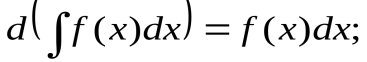 d(∫f(x)dx) = f(x)dx;